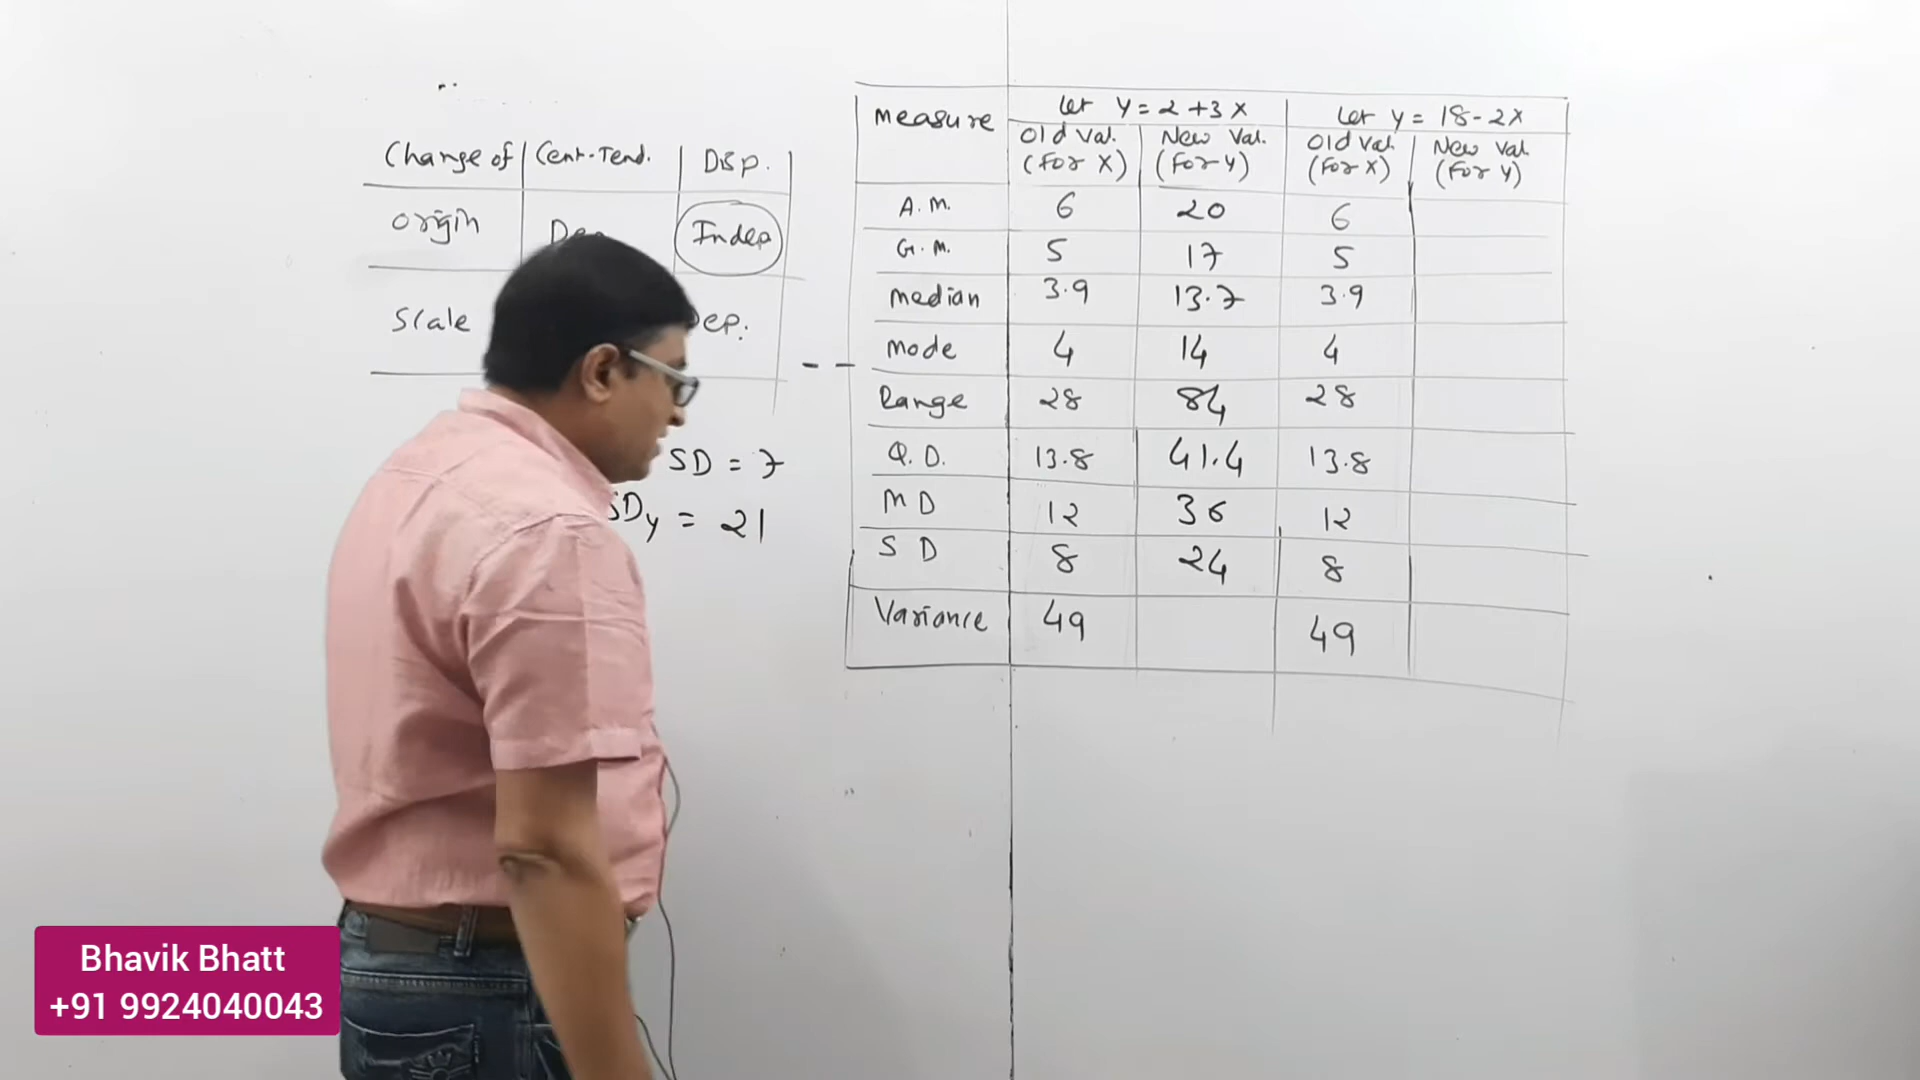 Change of Cent.Tend. Disp.
Origin Indep
Scale ep.
SD = 7
SDy = 21
Measure Let Y = 2 + 3X Let Y = 18 - 2X
Old Val. (For X) New Val. (For Y) Old Val. (For X) New Val (For Y)
A.M. 6 20 6
G.M. 5 17 5
Median 3.9 13.7 3.9
Mode 4 14 4
Range 28 84 28
Q.D. 13.8 41.4 13.8
MD 12 36 12
SD 8 24 8
Variance 49 49
Bhavik Bhatt
+91 9924040043